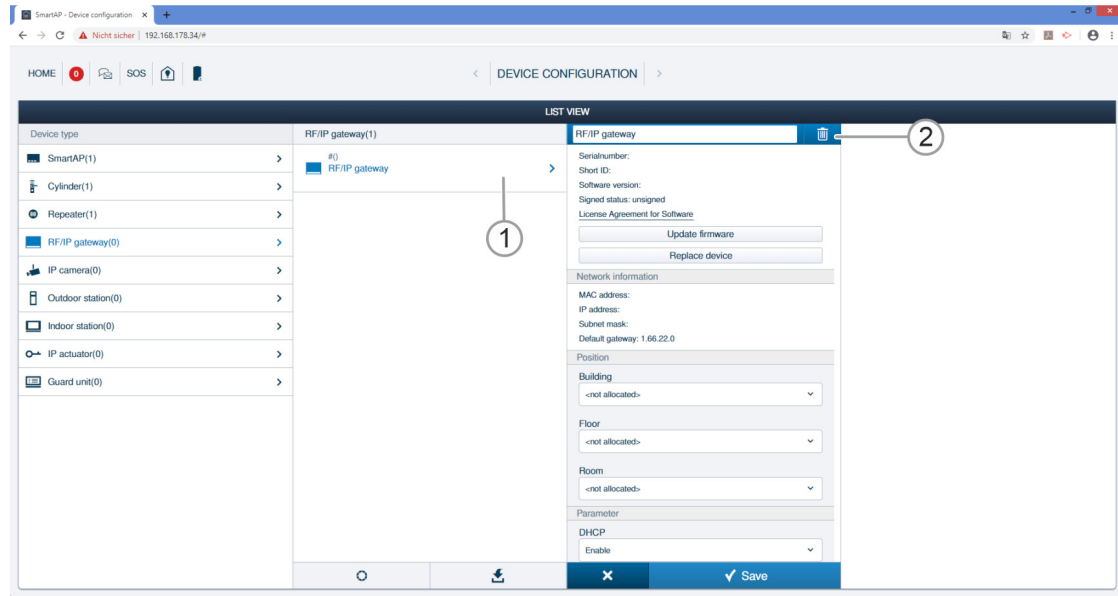 SmartAP - Device configuration
Nicht sicher | 192.168.178.34/#
HOME 0 SOS
DEVICE CONFIGURATION
LIST VIEW
Device type
SmartAP(1)
Cylinder(1)
Repeater(1)
RF/IP gateway(0)
IP camera(0)
Outdoor station(0)
Indoor station(0)
IP actuator(0)
Guard unit(0)
RF/IP gateway(1)
#()
RF/IP gateway
1
RF/IP gateway
2
Serialnumber:
Short ID:
Software version:
Signed status: unsigned
License Agreement for Software
Update firmware
Replace device
Network information
MAC address:
IP address:
Subnet mask:
Default gateway: 1.66.22.0
Position
Building
<not allocated>
Floor
<not allocated>
Room
<not allocated>
Parameter
DHCP
Enable
Save